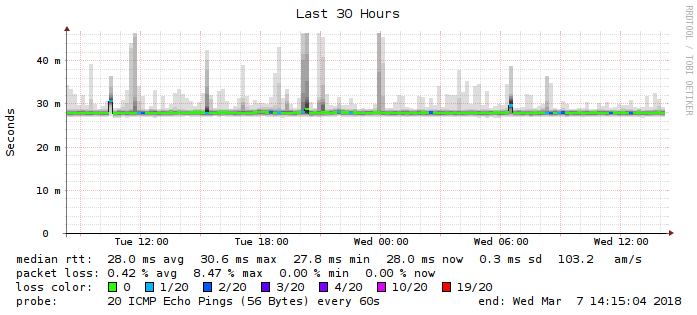 Last 30 Hours
RRDTOOL / TOBI OETIKER
Seconds
40 m
30 m
20 m
10 m
0
Tue 12:00 Tue 18:00 Wed 00:00 Wed 06:00 Wed 12:00
median rtt: 28.0 ms avg 30.6 ms max 27.8 ms min 28.0 ms now 0.3 ms sd 103.2 am/s
packet loss: 0.42 % avg 8.47 % max 0.00 % min 0.00 % now
loss color: 0 1/20 2/20 3/20 4/20 10/20 19/20
probe: 20 ICMP Echo Pings (56 Bytes) every 60s end: Wed Mar 7 14:15:04 2018